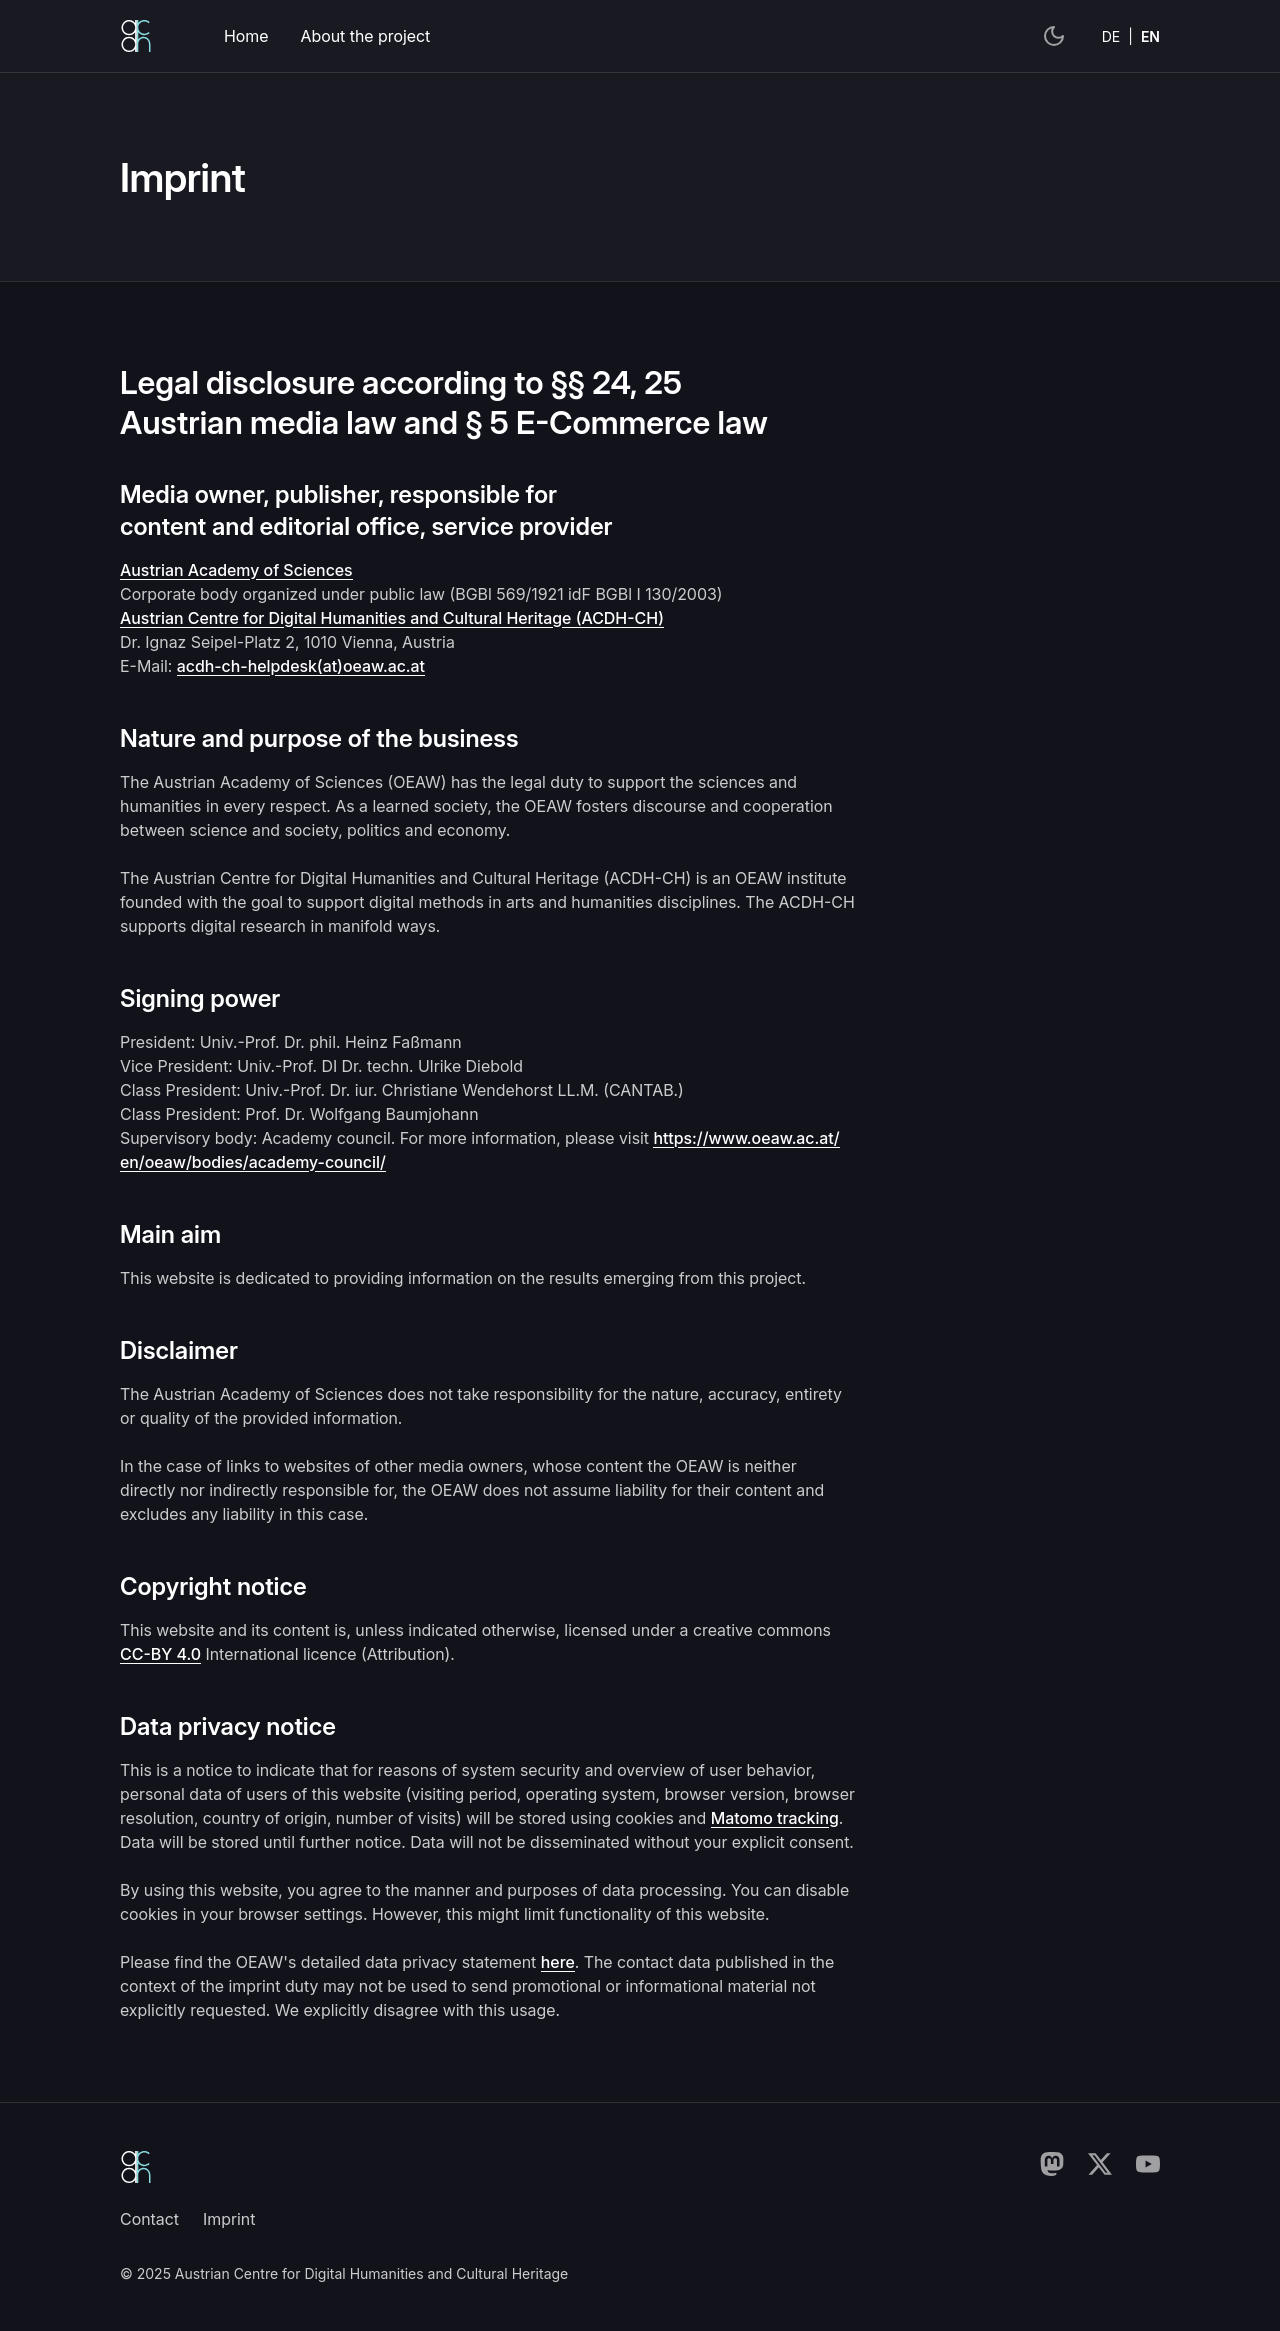 Home
About the project
DE | EN
Imprint
Legal disclosure according to §§ 24, 25
Austrian media law and § 5 E-Commerce law
Media owner, publisher, responsible for
content and editorial office, service provider
Austrian Academy of Sciences
Corporate body organized under public law (BGBl 569/1921 idF BGBl I 130/2003)
Austrian Centre for Digital Humanities and Cultural Heritage (ACDH-CH)
Dr. Ignaz Seipel-Platz 2, 1010 Vienna, Austria
E-Mail: acdh-ch-helpdesk(at)oeaw.ac.at
Nature and purpose of the business
The Austrian Academy of Sciences (OEAW) has the legal duty to support the sciences and
humanities in every respect. As a learned society, the OEAW fosters discourse and cooperation
between science and society, politics and economy.
The Austrian Centre for Digital Humanities and Cultural Heritage (ACDH-CH) is an OEAW institute
founded with the goal to support digital methods in arts and humanities disciplines. The ACDH-CH
supports digital research in manifold ways.
Signing power
President: Univ.-Prof. Dr. phil. Heinz Faßmann
Vice President: Univ.-Prof. DI Dr. techn. Ulrike Diebold
Class President: Univ.-Prof. Dr. iur. Christiane Wendehorst LL.M. (CANTAB.)
Class President: Prof. Dr. Wolfgang Baumjohann
Supervisory body: Academy council. For more information, please visit https://www.oeaw.ac.at/
en/oeaw/bodies/academy-council/
Main aim
This website is dedicated to providing information on the results emerging from this project.
Disclaimer
The Austrian Academy of Sciences does not take responsibility for the nature, accuracy, entirety
or quality of the provided information.
In the case of links to websites of other media owners, whose content the OEAW is neither
directly nor indirectly responsible for, the OEAW does not assume liability for their content and
excludes any liability in this case.
Copyright notice
This website and its content is, unless indicated otherwise, licensed under a creative commons
CC-BY 4.0 International licence (Attribution).
Data privacy notice
This is a notice to indicate that for reasons of system security and overview of user behavior,
personal data of users of this website (visiting period, operating system, browser version, browser
resolution, country of origin, number of visits) will be stored using cookies and Matomo tracking.
Data will be stored until further notice. Data will not be disseminated without your explicit consent.
By using this website, you agree to the manner and purposes of data processing. You can disable
cookies in your browser settings. However, this might limit functionality of this website.
Please find the OEAW's detailed data privacy statement here. The contact data published in the
context of the imprint duty may not be used to send promotional or informational material not
explicitly requested. We explicitly disagree with this usage.
Contact
Imprint
© 2025 Austrian Centre for Digital Humanities and Cultural Heritage